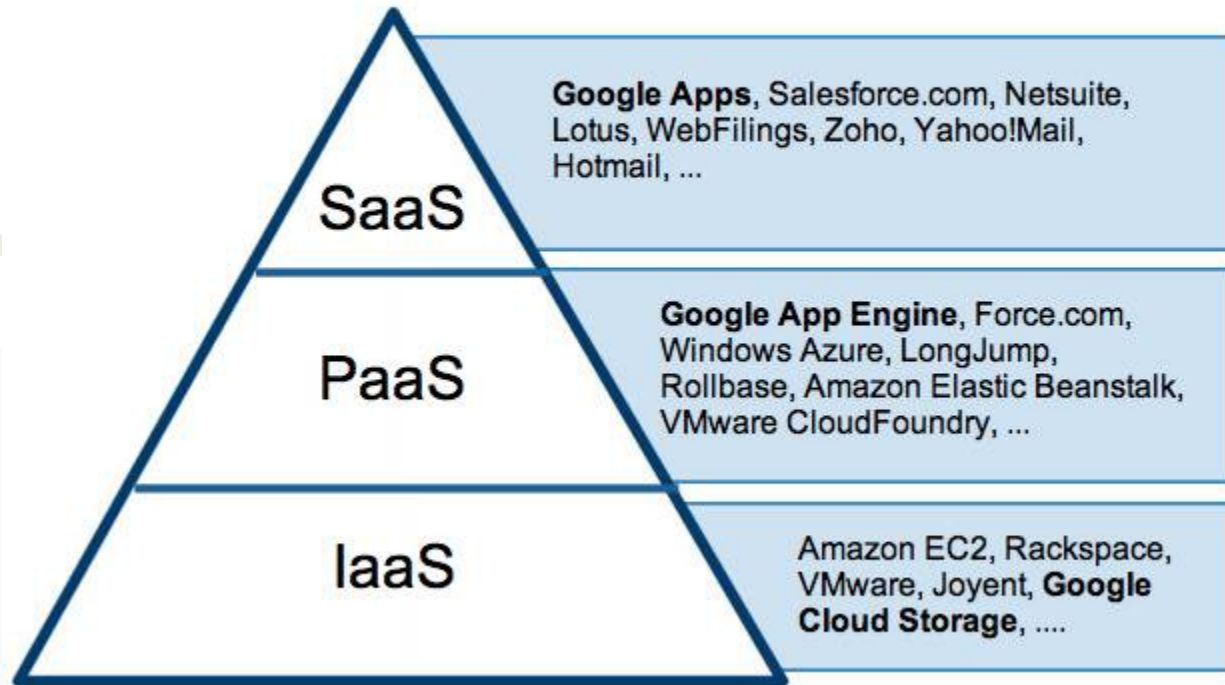 SaaS
Google Apps, Salesforce.com, Netsuite,
Lotus, WebFilings, Zoho, Yahoo!Mail,
Hotmail, ...
PaaS
Google App Engine, Force.com,
Windows Azure, LongJump,
Rollbase, Amazon Elastic Beanstalk,
VMware CloudFoundry, ...
IaaS
Amazon EC2, Rackspace,
VMware, Joyent, Google
Cloud Storage, ....